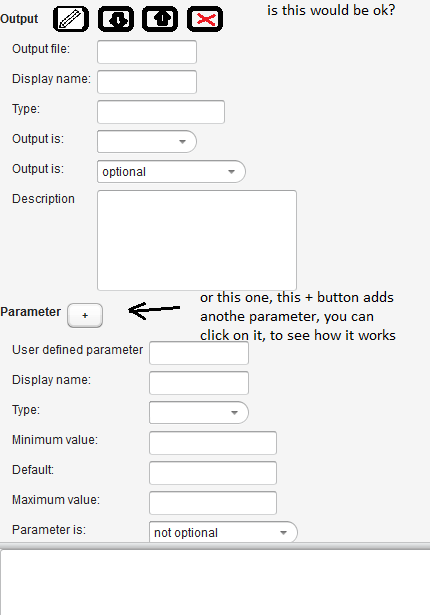 is this would be ok?
Output
Output file:
Display name:
Type:
Output is:
Output is:
optional
Description
or this one, this + button adds
anothe parameter, you can
click on it, to see how it works
Parameter
+
User defined parameter
Display name:
Type:
Minimum value:
Default:
Maximum value:
Parameter is:
not optional